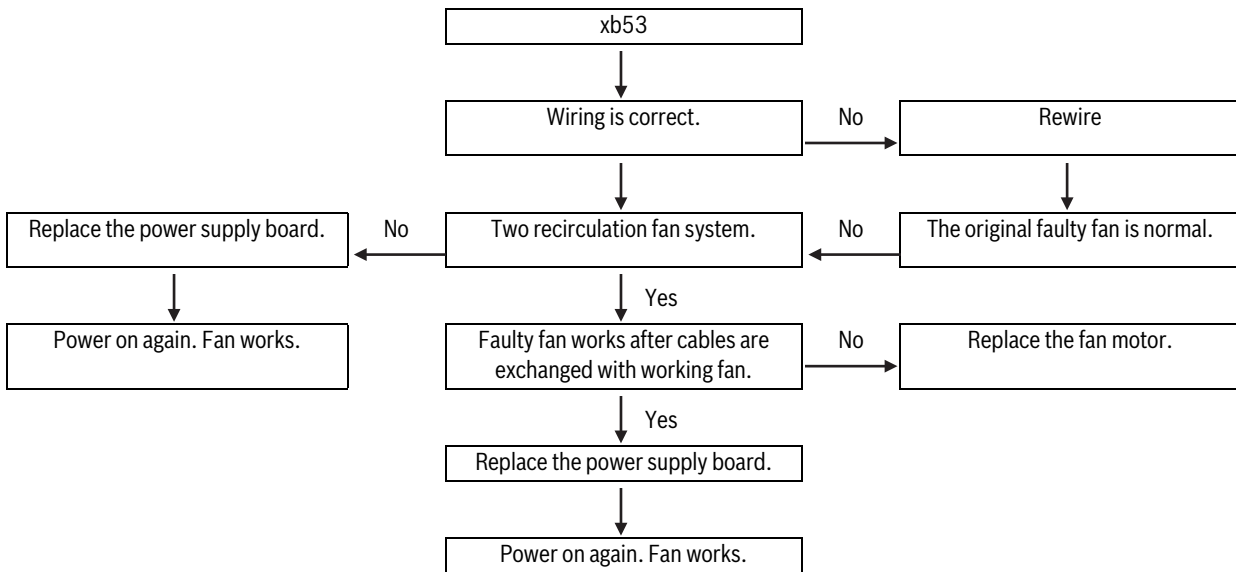 xb53
Wiring is correct.
No
Rewire
Replace the power supply board.
No
Two recirculation fan system.
No
The original faulty fan is normal.
Yes
Power on again. Fan works.
Faulty fan works after cables are
exchanged with working fan.
No
Replace the fan motor.
Yes
Replace the power supply board.
Power on again. Fan works.